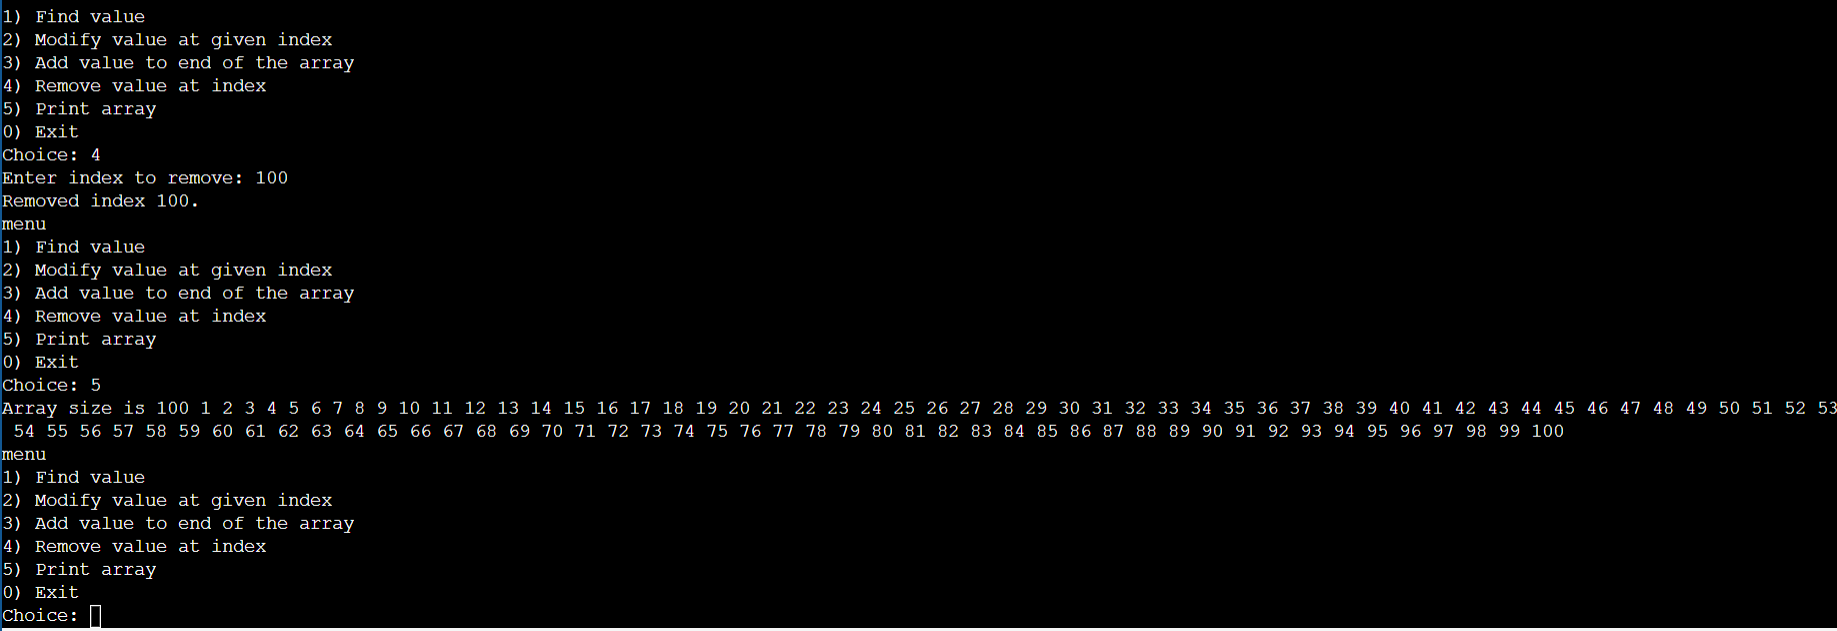 1) Find value
2) Modify value at given index
3) Add value to end of the array
4) Remove value at index
5) Print array
0) Exit
Choice: 4
Enter index to remove: 100
Removed index 100.
menu
1) Find value
2) Modify value at given index
3) Add value to end of the array
4) Remove value at index
5) Print array
0) Exit
Choice: 5
Array size is 100 1 2 3 4 5 6 7 8 9 10 11 12 13 14 15 16 17 18 19 20 21 22 23 24 25 26 27 28 29 30 31 32 33 34 35 36 37 38 39 40 41 42 43 44 45 46 47 48 49 50 51 52 53
54 55 56 57 58 59 60 61 62 63 64 65 66 67 68 69 70 71 72 73 74 75 76 77 78 79 80 81 82 83 84 85 86 87 88 89 90 91 92 93 94 95 96 97 98 99 100
menu
1) Find value
2) Modify value at given index
3) Add value to end of the array
4) Remove value at index
5) Print array
0) Exit
Choice: